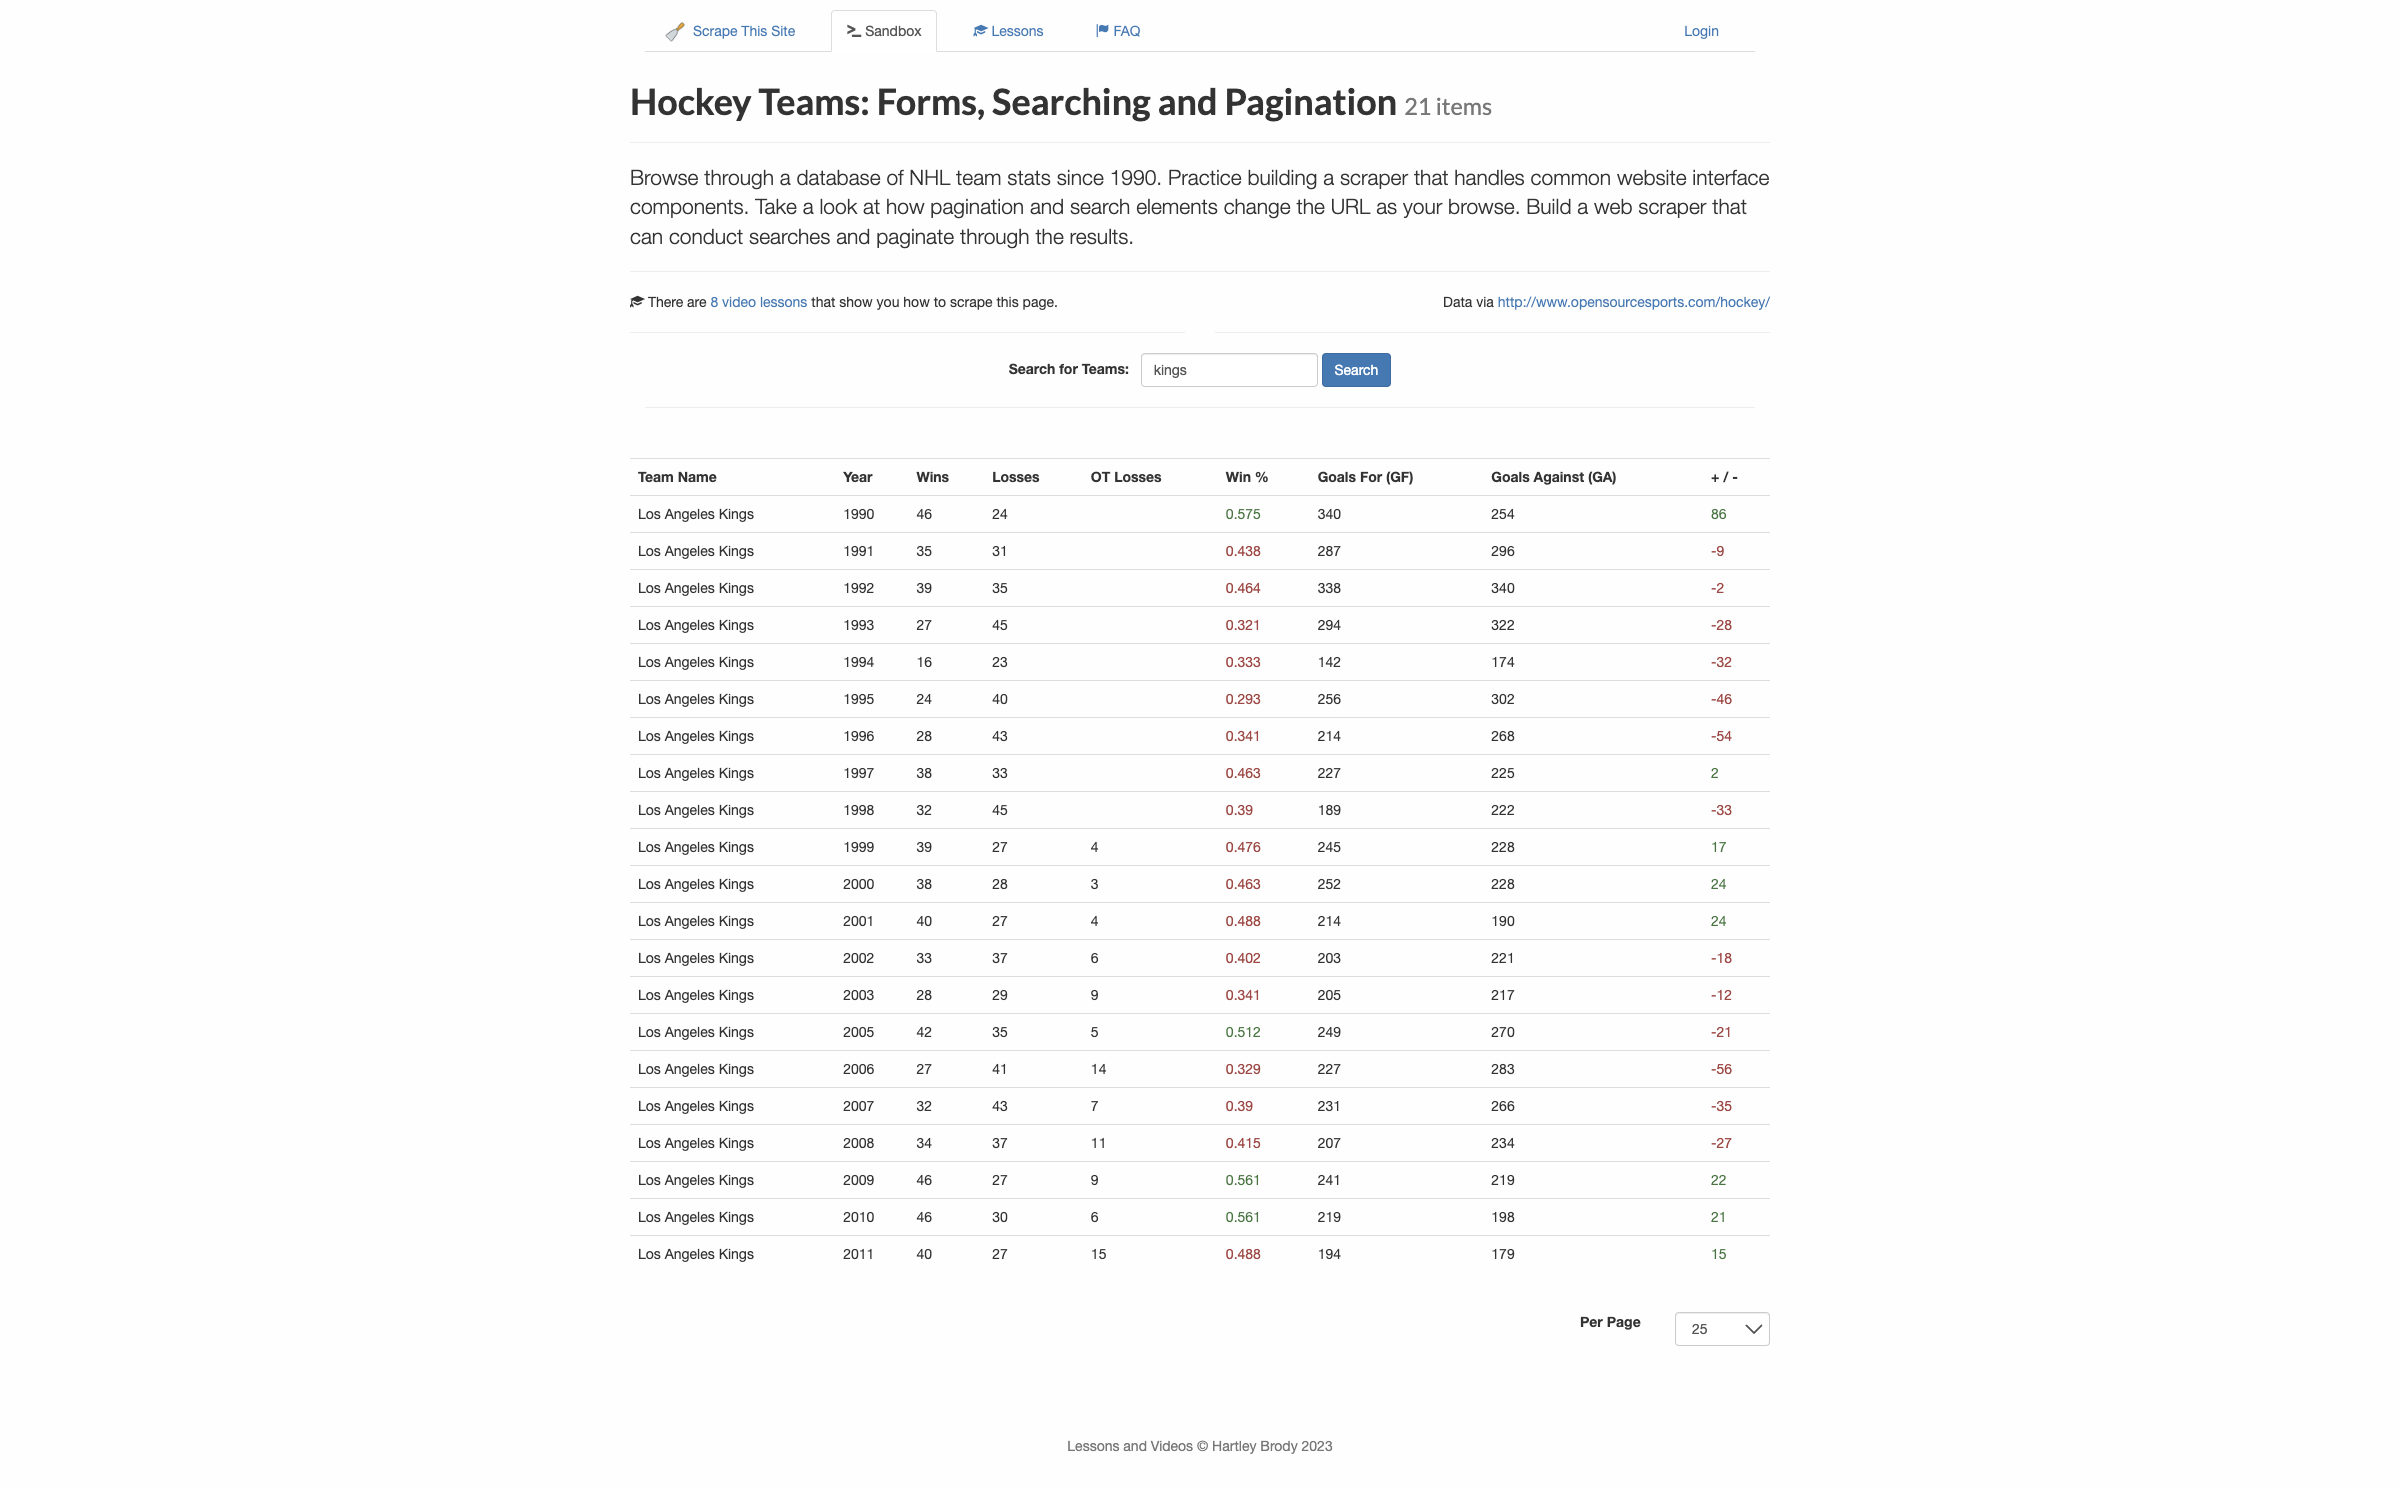 Scrape This Site Sandbox Lessons FAQ Login
Hockey Teams: Forms, Searching and Pagination 21 items
Browse through a database of NHL team stats since 1990. Practice building a scraper that handles common website interface
components. Take a look at how pagination and search elements change the URL as your browse. Build a web scraper that
can conduct searches and paginate through the results.
There are 8 video lessons that show you how to scrape this page. Data via http://www.opensourcesports.com/hockey/
Search for Teams: kings Search
Team Name Year Wins Losses OT Losses Win % Goals For (GF) Goals Against (GA) + / -
Los Angeles Kings 1990 46 24 0.575 340 254 86
Los Angeles Kings 1991 35 31 0.438 287 296 -9
Los Angeles Kings 1992 39 35 0.464 338 340 -2
Los Angeles Kings 1993 27 45 0.321 294 322 -28
Los Angeles Kings 1994 16 23 0.333 142 174 -32
Los Angeles Kings 1995 24 40 0.293 256 302 -46
Los Angeles Kings 1996 28 43 0.341 214 268 -54
Los Angeles Kings 1997 38 33 0.463 227 225 2
Los Angeles Kings 1998 32 45 0.39 189 222 -33
Los Angeles Kings 1999 39 27 4 0.476 245 228 17
Los Angeles Kings 2000 38 28 3 0.463 252 228 24
Los Angeles Kings 2001 40 27 4 0.488 214 190 24
Los Angeles Kings 2002 33 37 6 0.402 203 221 -18
Los Angeles Kings 2003 28 29 9 0.341 205 217 -12
Los Angeles Kings 2005 42 35 5 0.512 249 270 -21
Los Angeles Kings 2006 27 41 14 0.329 227 283 -56
Los Angeles Kings 2007 32 43 7 0.39 231 266 -35
Los Angeles Kings 2008 34 37 11 0.415 207 234 -27
Los Angeles Kings 2009 46 27 9 0.561 241 219 22
Los Angeles Kings 2010 46 30 6 0.561 219 198 21
Los Angeles Kings 2011 40 27 15 0.488 194 179 15
Per Page 25
Lessons and Videos © Hartley Brody 2023